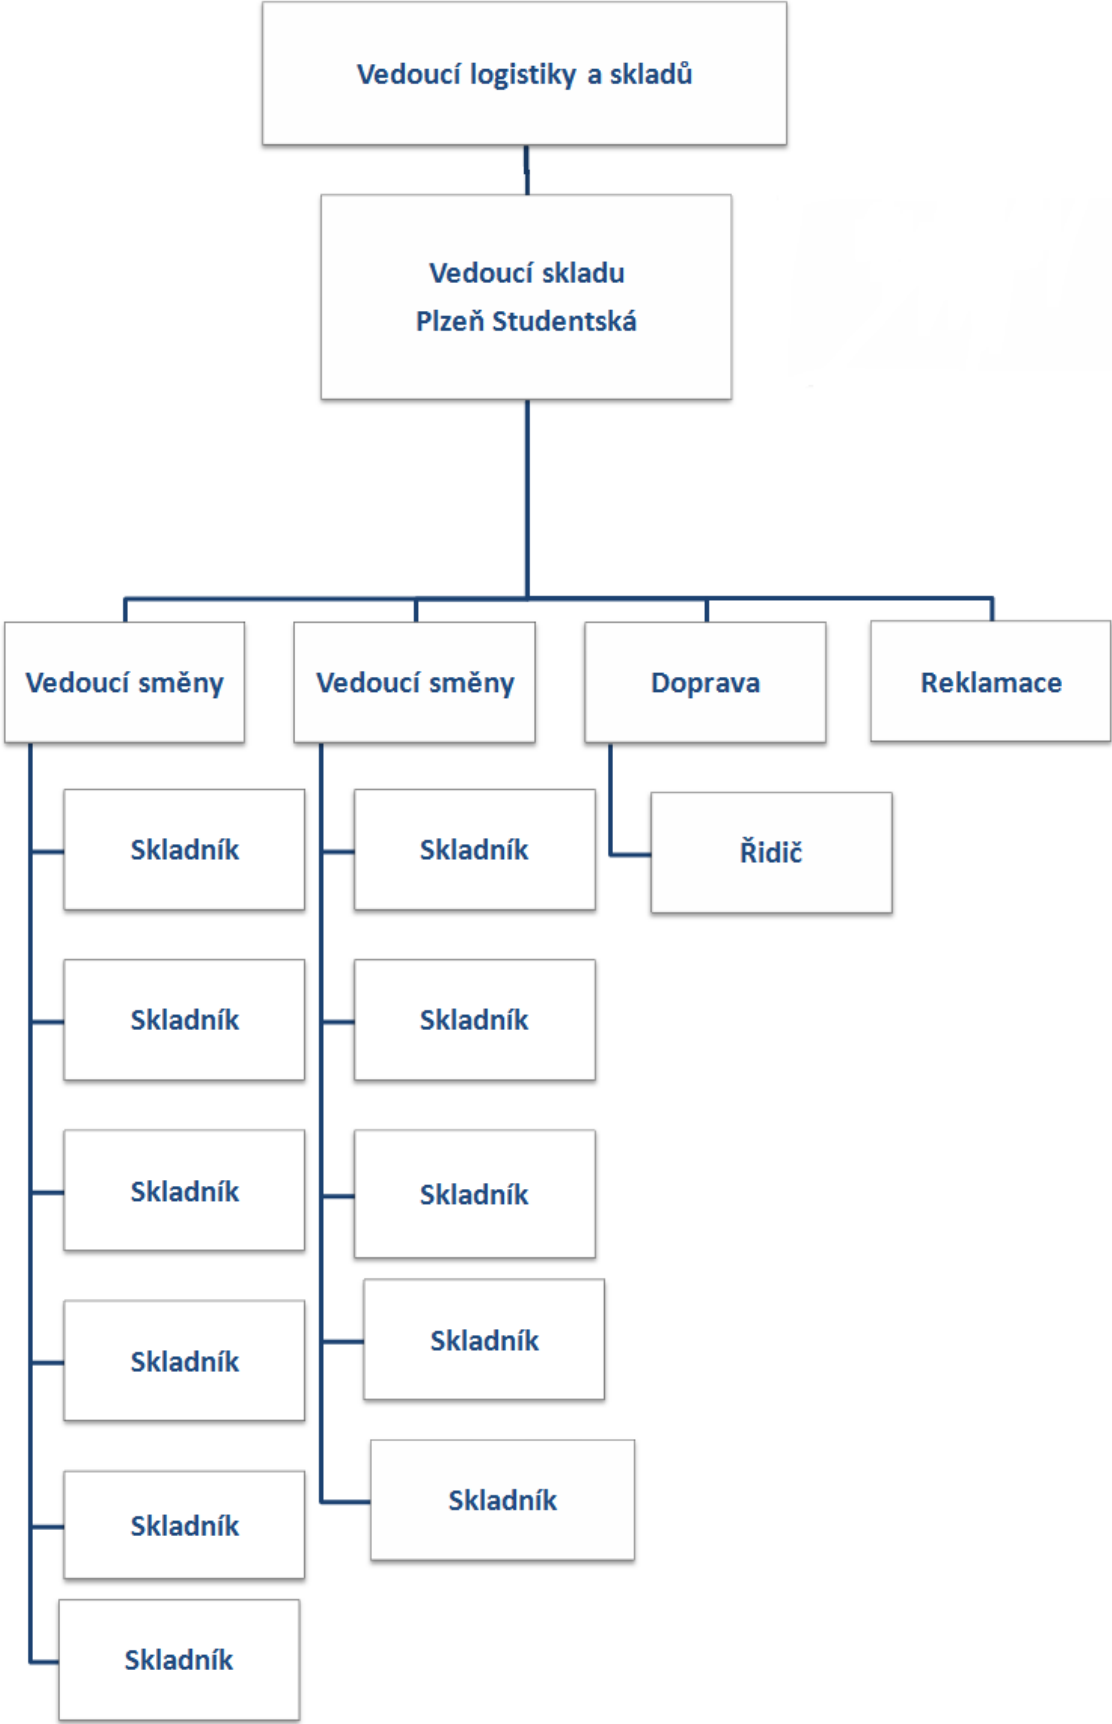 Vedoucí logistiky a skladů
Vedoucí skladu
Plzeň Studentská
Vedoucí směny
Vedoucí směny
Doprava
Reklamace
Skladník
Skladník
Řidič
Skladník
Skladník
Skladník
Skladník
Skladník
Skladník
Skladník
Skladník
Skladník